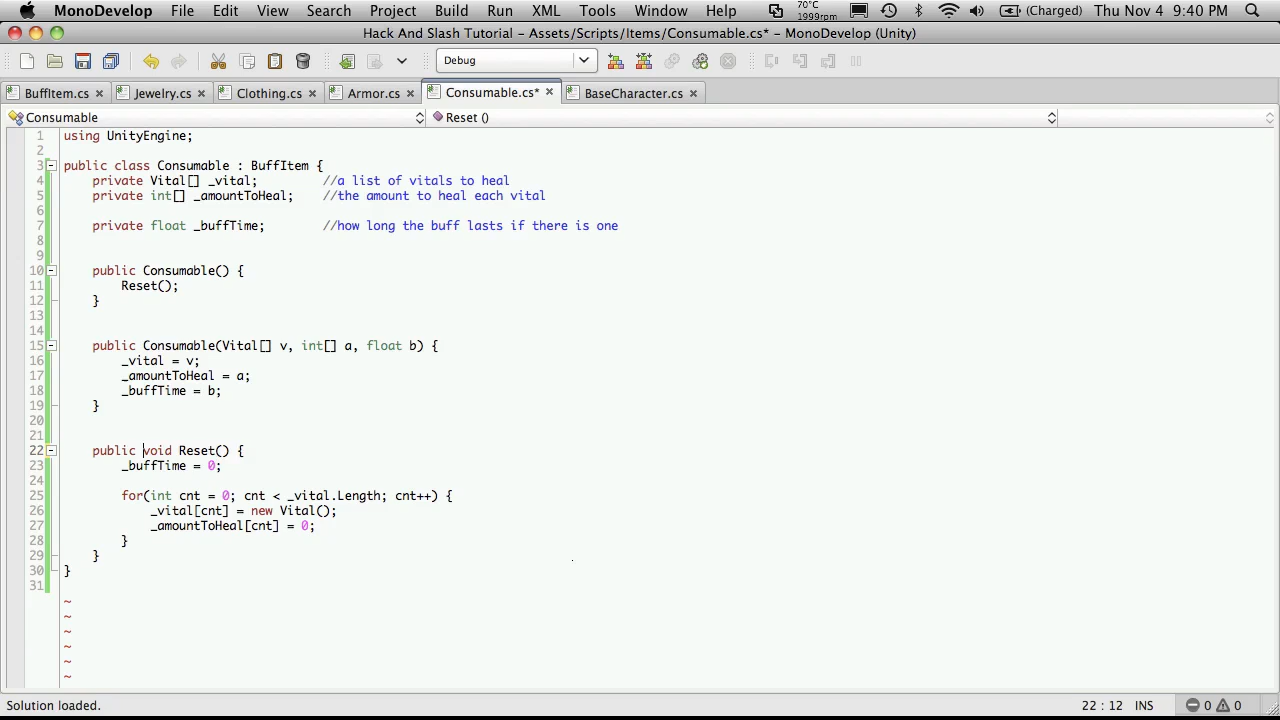 MonoDevelop File Edit View Search Project Build Run XML Tools Window Help 70°C 1999rpm (Charged) Thu Nov 4 9:40 PM
Hack And Slash Tutorial - Assets/Scripts/Items/Consumable.cs* - MonoDevelop (Unity)
Debug
BuffItem.cs Jewelry.cs Clothing.cs Armor.cs Consumable.cs* BaseCharacter.cs
Consumable Reset ()
1 using UnityEngine;
2
3 public class Consumable : BuffItem {
4 private Vital[] _vital; //a list of vitals to heal
5 private int[] _amountToHeal; //the amount to heal each vital
6
7 private float _buffTime; //how long the buff lasts if there is one
8
9
10 public Consumable() {
11 Reset();
12 }
13
14
15 public Consumable(Vital[] v, int[] a, float b) {
16 _vital = v;
17 _amountToHeal = a;
18 _buffTime = b;
19 }
20
21
22 public void Reset() {
23 _buffTime = 0;
24
25 for(int cnt = 0; cnt < _vital.Length; cnt++) {
26 _vital[cnt] = new Vital();
27 _amountToHeal[cnt] = 0;
28 }
29 }
30 }
31
~
~
~
~
~
~
Solution loaded. 22 : 12 INS 0 0